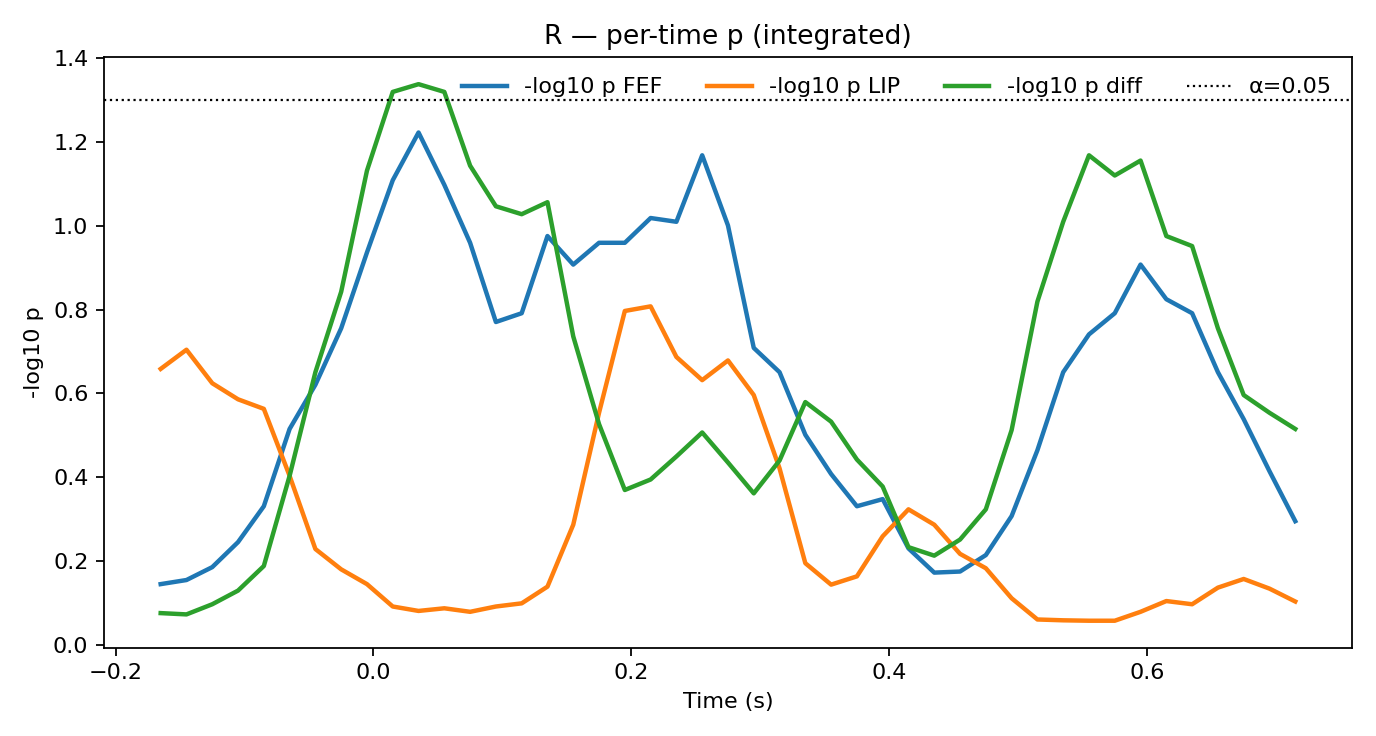 R — per-time p (integrated)
-log10 p FEF -log10 p LIP -log10 p diff α=0.05
1.4
1.2
1.0
0.8
0.6
0.4
0.2
0.0
-log10 p
−0.2 0.0 0.2 0.4 0.6
Time (s)